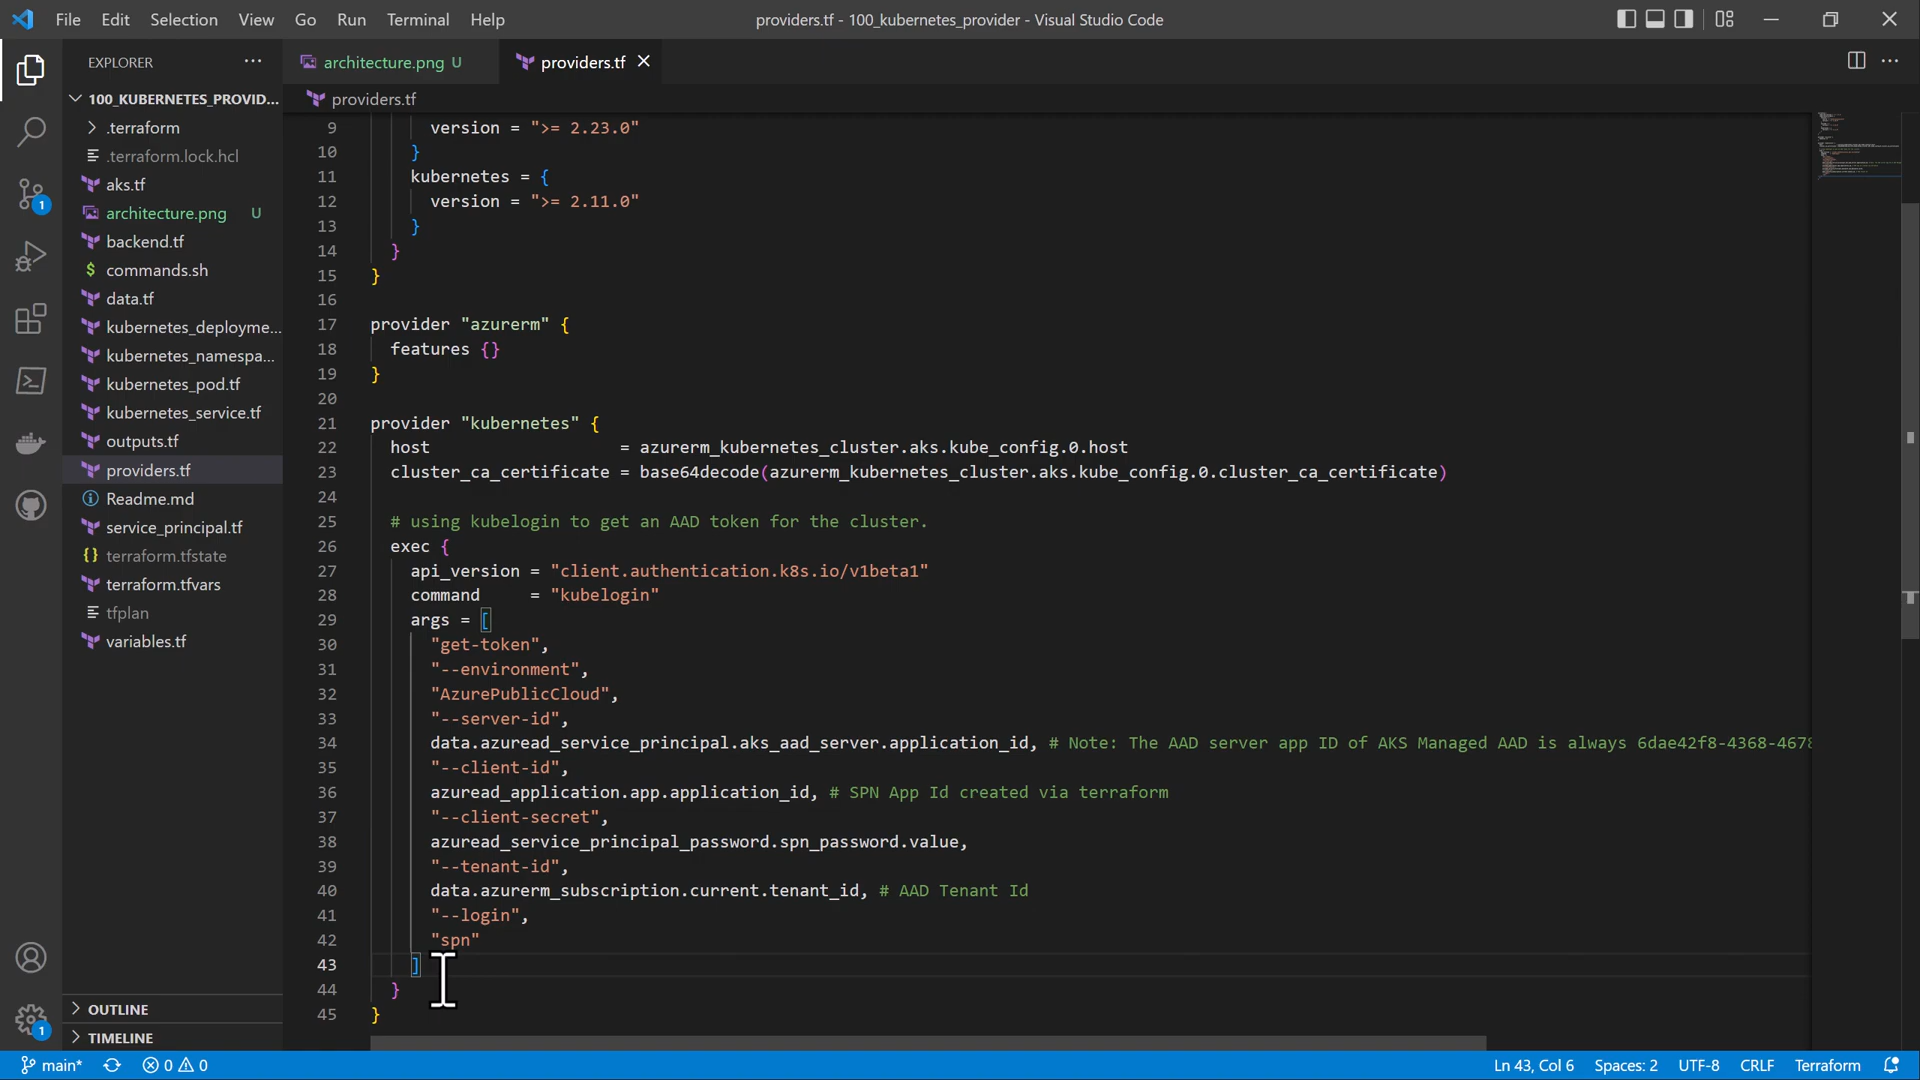 File Edit Selection View Go Run Terminal Help
providers.tf - 100_kubernetes_provider - Visual Studio Code
EXPLORER
architecture.png U
providers.tf
100_KUBERNETES_PROVID...
.terraform
.terraform.lock.hcl
aks.tf
architecture.png U
backend.tf
commands.sh
data.tf
kubernetes_deployme...
kubernetes_namespa...
kubernetes_pod.tf
kubernetes_service.tf
outputs.tf
providers.tf
Readme.md
service_principal.tf
terraform.tfstate
terraform.tfvars
tfplan
variables.tf
OUTLINE
TIMELINE
1
1
providers.tf
9 version = ">= 2.23.0"
10 }
11 kubernetes = {
12 version = ">= 2.11.0"
13 }
14 }
15 }
16
17 provider "azurerm" {
18 features {}
19 }
20
21 provider "kubernetes" {
22 host = azurerm_kubernetes_cluster.aks.kube_config.0.host
23 cluster_ca_certificate = base64decode(azurerm_kubernetes_cluster.aks.kube_config.0.cluster_ca_certificate)
24
25 # using kubelogin to get an AAD token for the cluster.
26 exec {
27 api_version = "client.authentication.k8s.io/v1beta1"
28 command = "kubelogin"
29 args = [
30 "get-token",
31 "--environment",
32 "AzurePublicCloud",
33 "--server-id",
34 data.azuread_service_principal.aks_aad_server.application_id, # Note: The AAD server app ID of AKS Managed AAD is always 6dae42f8-4368-4678
35 "--client-id",
36 azuread_application.app.application_id, # SPN App Id created via terraform
37 "--client-secret",
38 azuread_service_principal_password.spn_password.value,
39 "--tenant-id",
40 data.azurerm_subscription.current.tenant_id, # AAD Tenant Id
41 "--login",
42 "spn"
43 ]
44 }
45 }
main* 0 0 Ln 43, Col 6 Spaces: 2 UTF-8 CRLF Terraform